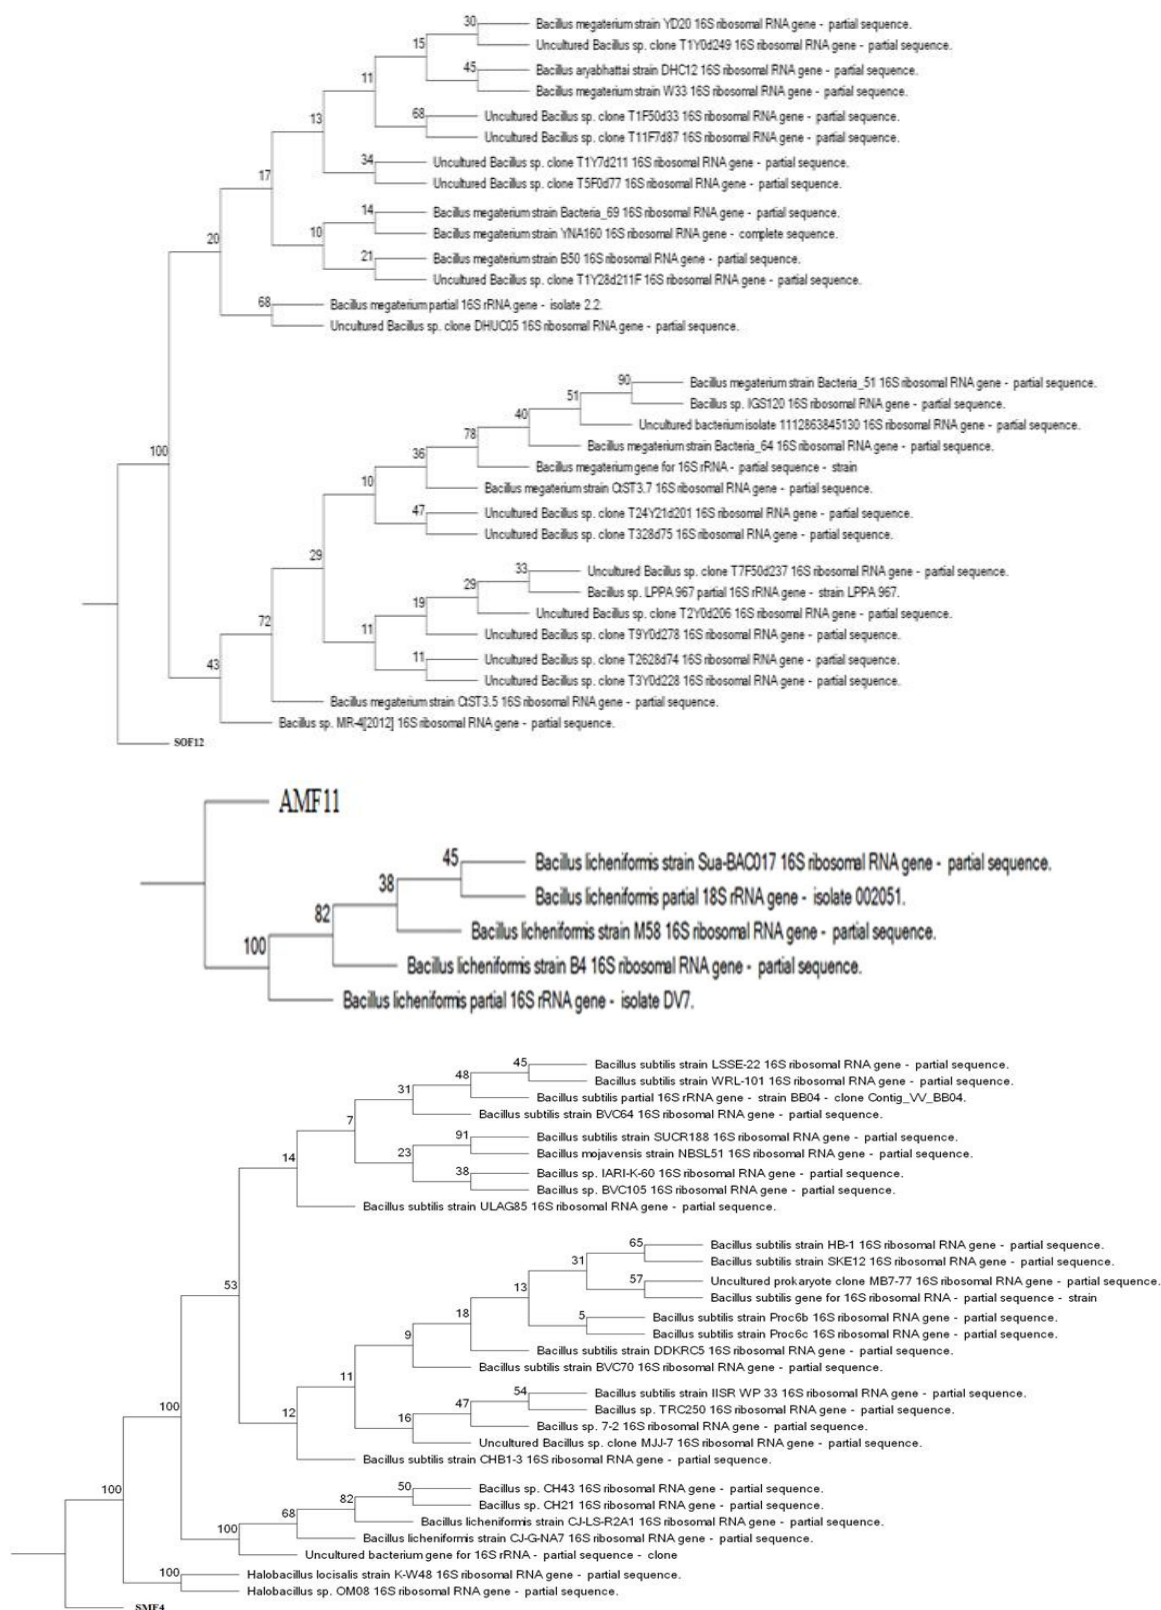 30
Bacillus megaterium strain YD20 16S ribosomal RNA gene - partial sequence.
15
Uncultured Bacillus sp. clone T1Y0d249 16S ribosomal RNA gene - partial sequence.
45
Bacillus aryabhattai strain DHC12 16S ribosomal RNA gene - partial sequence.
11
Bacillus megaterium strain W33 16S ribosomal RNA gene - partial sequence.
13
68
Uncultured Bacillus sp. clone T1F50d33 16S ribosomal RNA gene - partial sequence.
Uncultured Bacillus sp. clone T11F7d87 16S ribosomal RNA gene - partial sequence.
34
Uncultured Bacillus sp. clone T1Y7d211 16S ribosomal RNA gene - partial sequence.
17
Uncultured Bacillus sp. clone T5F0d77 16S ribosomal RNA gene - partial sequence.
14
Bacillus megaterium strain Bacteria_69 16S ribosomal RNA gene - partial sequence.
20
10
Bacillus megaterium strain YNA160 16S ribosomal RNA gene - complete sequence.
21
Bacillus megaterium strain B50 16S ribosomal RNA gene - partial sequence.
Uncultured Bacillus sp. clone T1Y28d211F 16S ribosomal RNA gene - partial sequence.
68
Bacillus megaterium partial 16S rRNA gene - isolate 2.2.
Uncultured Bacillus sp. clone DHUC05 16S ribosomal RNA gene - partial sequence.
90
Bacillus megaterium strain Bacteria_51 16S ribosomal RNA gene - partial sequence.
51
Bacillus sp. IGS120 16S ribosomal RNA gene - partial sequence.
40
Uncultured bacterium isolate 1112863845130 16S ribosomal RNA gene - partial sequence.
78
Bacillus megaterium strain Bacteria_64 16S ribosomal RNA gene - partial sequence.
100
36
Bacillus megaterium gene for 16S rRNA - partial sequence - strain
10
Bacillus megaterium strain CtST3.7 16S ribosomal RNA gene - partial sequence.
47
Uncultured Bacillus sp. clone T24Y21d201 16S ribosomal RNA gene - partial sequence.
Uncultured Bacillus sp. clone T328d75 16S ribosomal RNA gene - partial sequence.
29
33
Uncultured Bacillus sp. clone T7F50d237 16S ribosomal RNA gene - partial sequence.
29
Bacillus sp. LPPA 967 partial 16S rRNA gene - strain LPPA 967.
19
Uncultured Bacillus sp. clone T2Y0d206 16S ribosomal RNA gene - partial sequence.
72
11
Uncultured Bacillus sp. clone T9Y0d278 16S ribosomal RNA gene - partial sequence.
11
Uncultured Bacillus sp. clone T2628d74 16S ribosomal RNA gene - partial sequence.
43
Uncultured Bacillus sp. clone T3Y0d228 16S ribosomal RNA gene - partial sequence.
Bacillus megaterium strain CtST3.5 16S ribosomal RNA gene - partial sequence.
Bacillus sp. MR-4[2012] 16S ribosomal RNA gene - partial sequence.
SOF12
AMF11
45
Bacillus licheniformis strain Sua-BAC017 16S ribosomal RNA gene - partial sequence.
38
Bacillus licheniformis partial 18S rRNA gene - isolate 002051.
82
Bacillus licheniformis strain M58 16S ribosomal RNA gene - partial sequence.
100
Bacillus licheniformis strain B4 16S ribosomal RNA gene - partial sequence.
Bacillus licheniformis partial 16S rRNA gene - isolate DV7.
45
Bacillus subtilis strain LSSE-22 16S ribosomal RNA gene - partial sequence.
48
Bacillus subtilis strain WRL-101 16S ribosomal RNA gene - partial sequence.
31
Bacillus subtilis partial 16S rRNA gene - strain BB04 - clone Contig_VV_BB04.
7
Bacillus subtilis strain BVC64 16S ribosomal RNA gene - partial sequence.
91
Bacillus subtilis strain SUCR188 16S ribosomal RNA gene - partial sequence.
23
Bacillus mojavensis strain NBSL51 16S ribosomal RNA gene - partial sequence.
14
38
Bacillus sp. IARI-K-60 16S ribosomal RNA gene - partial sequence.
Bacillus sp. BVC105 16S ribosomal RNA gene - partial sequence.
Bacillus subtilis strain ULAG85 16S ribosomal RNA gene - partial sequence.
65
Bacillus subtilis strain HB-1 16S ribosomal RNA gene - partial sequence.
31
Bacillus subtilis strain SKE12 16S ribosomal RNA gene - partial sequence.
53
13
57
Uncultured prokaryote clone MB7-77 16S ribosomal RNA gene - partial sequence.
Bacillus subtilis gene for 16S ribosomal RNA - partial sequence - strain
18
5
Bacillus subtilis strain Proc6b 16S ribosomal RNA gene - partial sequence.
9
Bacillus subtilis strain Proc6c 16S ribosomal RNA gene - partial sequence.
Bacillus subtilis strain DDKRC5 16S ribosomal RNA gene - partial sequence.
11
Bacillus subtilis strain BVC70 16S ribosomal RNA gene - partial sequence.
54
Bacillus subtilis strain IISR WP 33 16S ribosomal RNA gene - partial sequence.
47
Bacillus sp. TRC250 16S ribosomal RNA gene - partial sequence.
100
12
16
Bacillus sp. 7-2 16S ribosomal RNA gene - partial sequence.
Uncultured Bacillus sp. clone MJJ-7 16S ribosomal RNA gene - partial sequence.
Bacillus subtilis strain CHB1-3 16S ribosomal RNA gene - partial sequence.
50
Bacillus sp. CH43 16S ribosomal RNA gene - partial sequence.
100
82
Bacillus sp. CH21 16S ribosomal RNA gene - partial sequence.
68
Bacillus licheniformis strain CJ-LS-R2A1 16S ribosomal RNA gene - partial sequence.
100
Bacillus licheniformis strain CJ-G-NA7 16S ribosomal RNA gene - partial sequence.
Uncultured bacterium gene for 16S rRNA - partial sequence - clone
100
Halobacillus locisalis strain K-W48 16S ribosomal RNA gene - partial sequence.
Halobacillus sp. OM08 16S ribosomal RNA gene - partial sequence.
SMF4